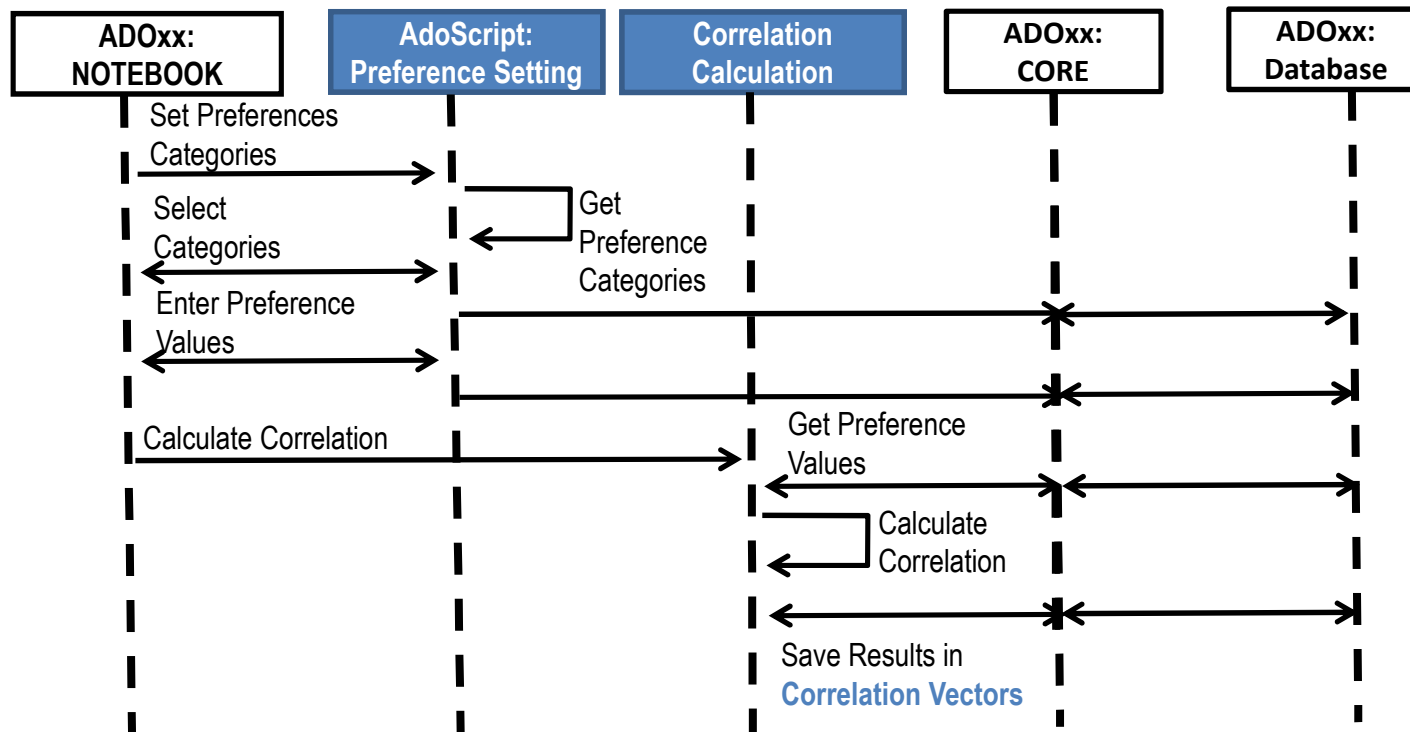 ADOxx:
NOTEBOOK
AdoScript:
Preference Setting
Correlation
Calculation
ADOxx:
CORE
ADOxx:
Database
Set Preferences
Categories
Get
Preference
Categories
Select
Categories
Enter Preference
Values
Calculate Correlation
Get Preference
Values
Calculate
Correlation
Save Results in
Correlation Vectors